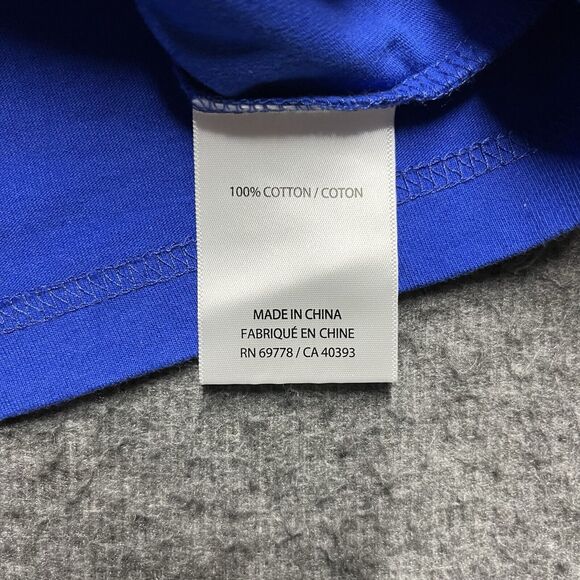 100% COTTON / COTON
MADE IN CHINA
FABRIQUÉ EN CHINE
RN 69778 / CA 40393